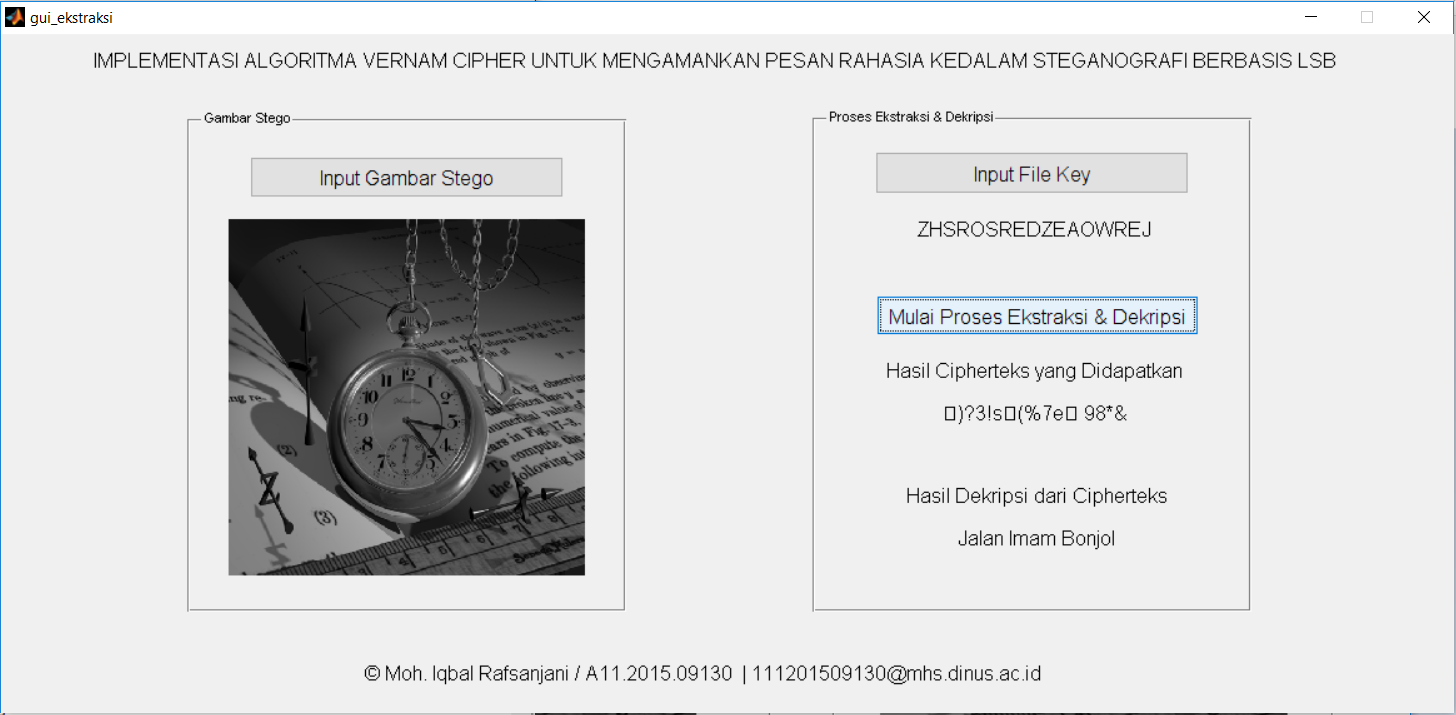 gui_ekstraksi
IMPLEMENTASI ALGORITMA VERNAM CIPHER UNTUK MENGAMANKAN PESAN RAHASIA KEDALAM STEGANOGRAFI BERBASIS LSB
Gambar Stego
Input Gambar Stego
Proses Ekstraksi & Dekripsi
Input File Key
ZHSROSREDZEAOWREJ
Mulai Proses Ekstraksi & Dekripsi
Hasil Cipherteks yang Didapatkan
▯)?3!s▯(%7e▯ 98*&
Hasil Dekripsi dari Cipherteks
Jalan Imam Bonjol
© Moh. Iqbal Rafsanjani / A11.2015.09130 | 111201509130@mhs.dinus.ac.id